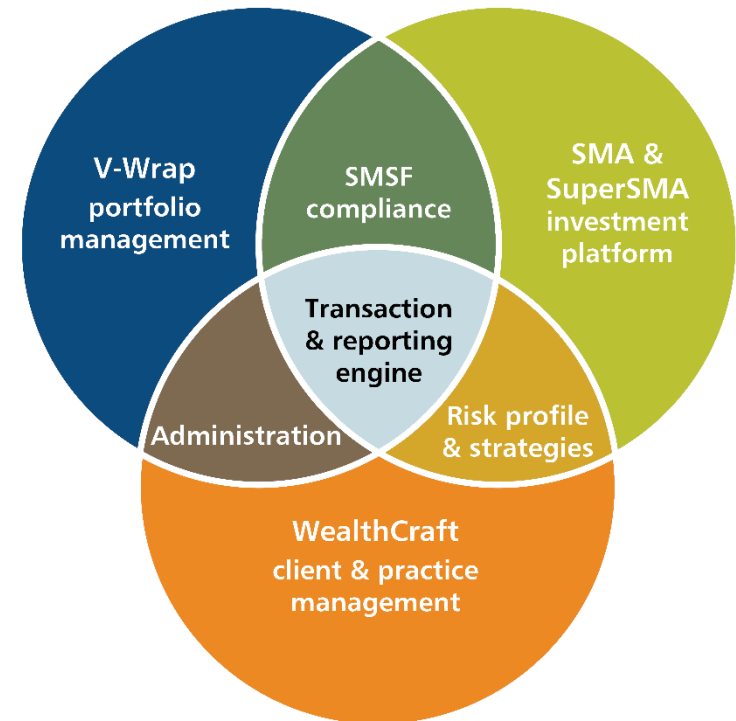 V-Wrap
portfolio
management
SMSF
compliance
SMA &
SuperSMA
investment
platform
Transaction
& reporting
engine
Administration
Risk profile
& strategies
WealthCraft
client & practice
management